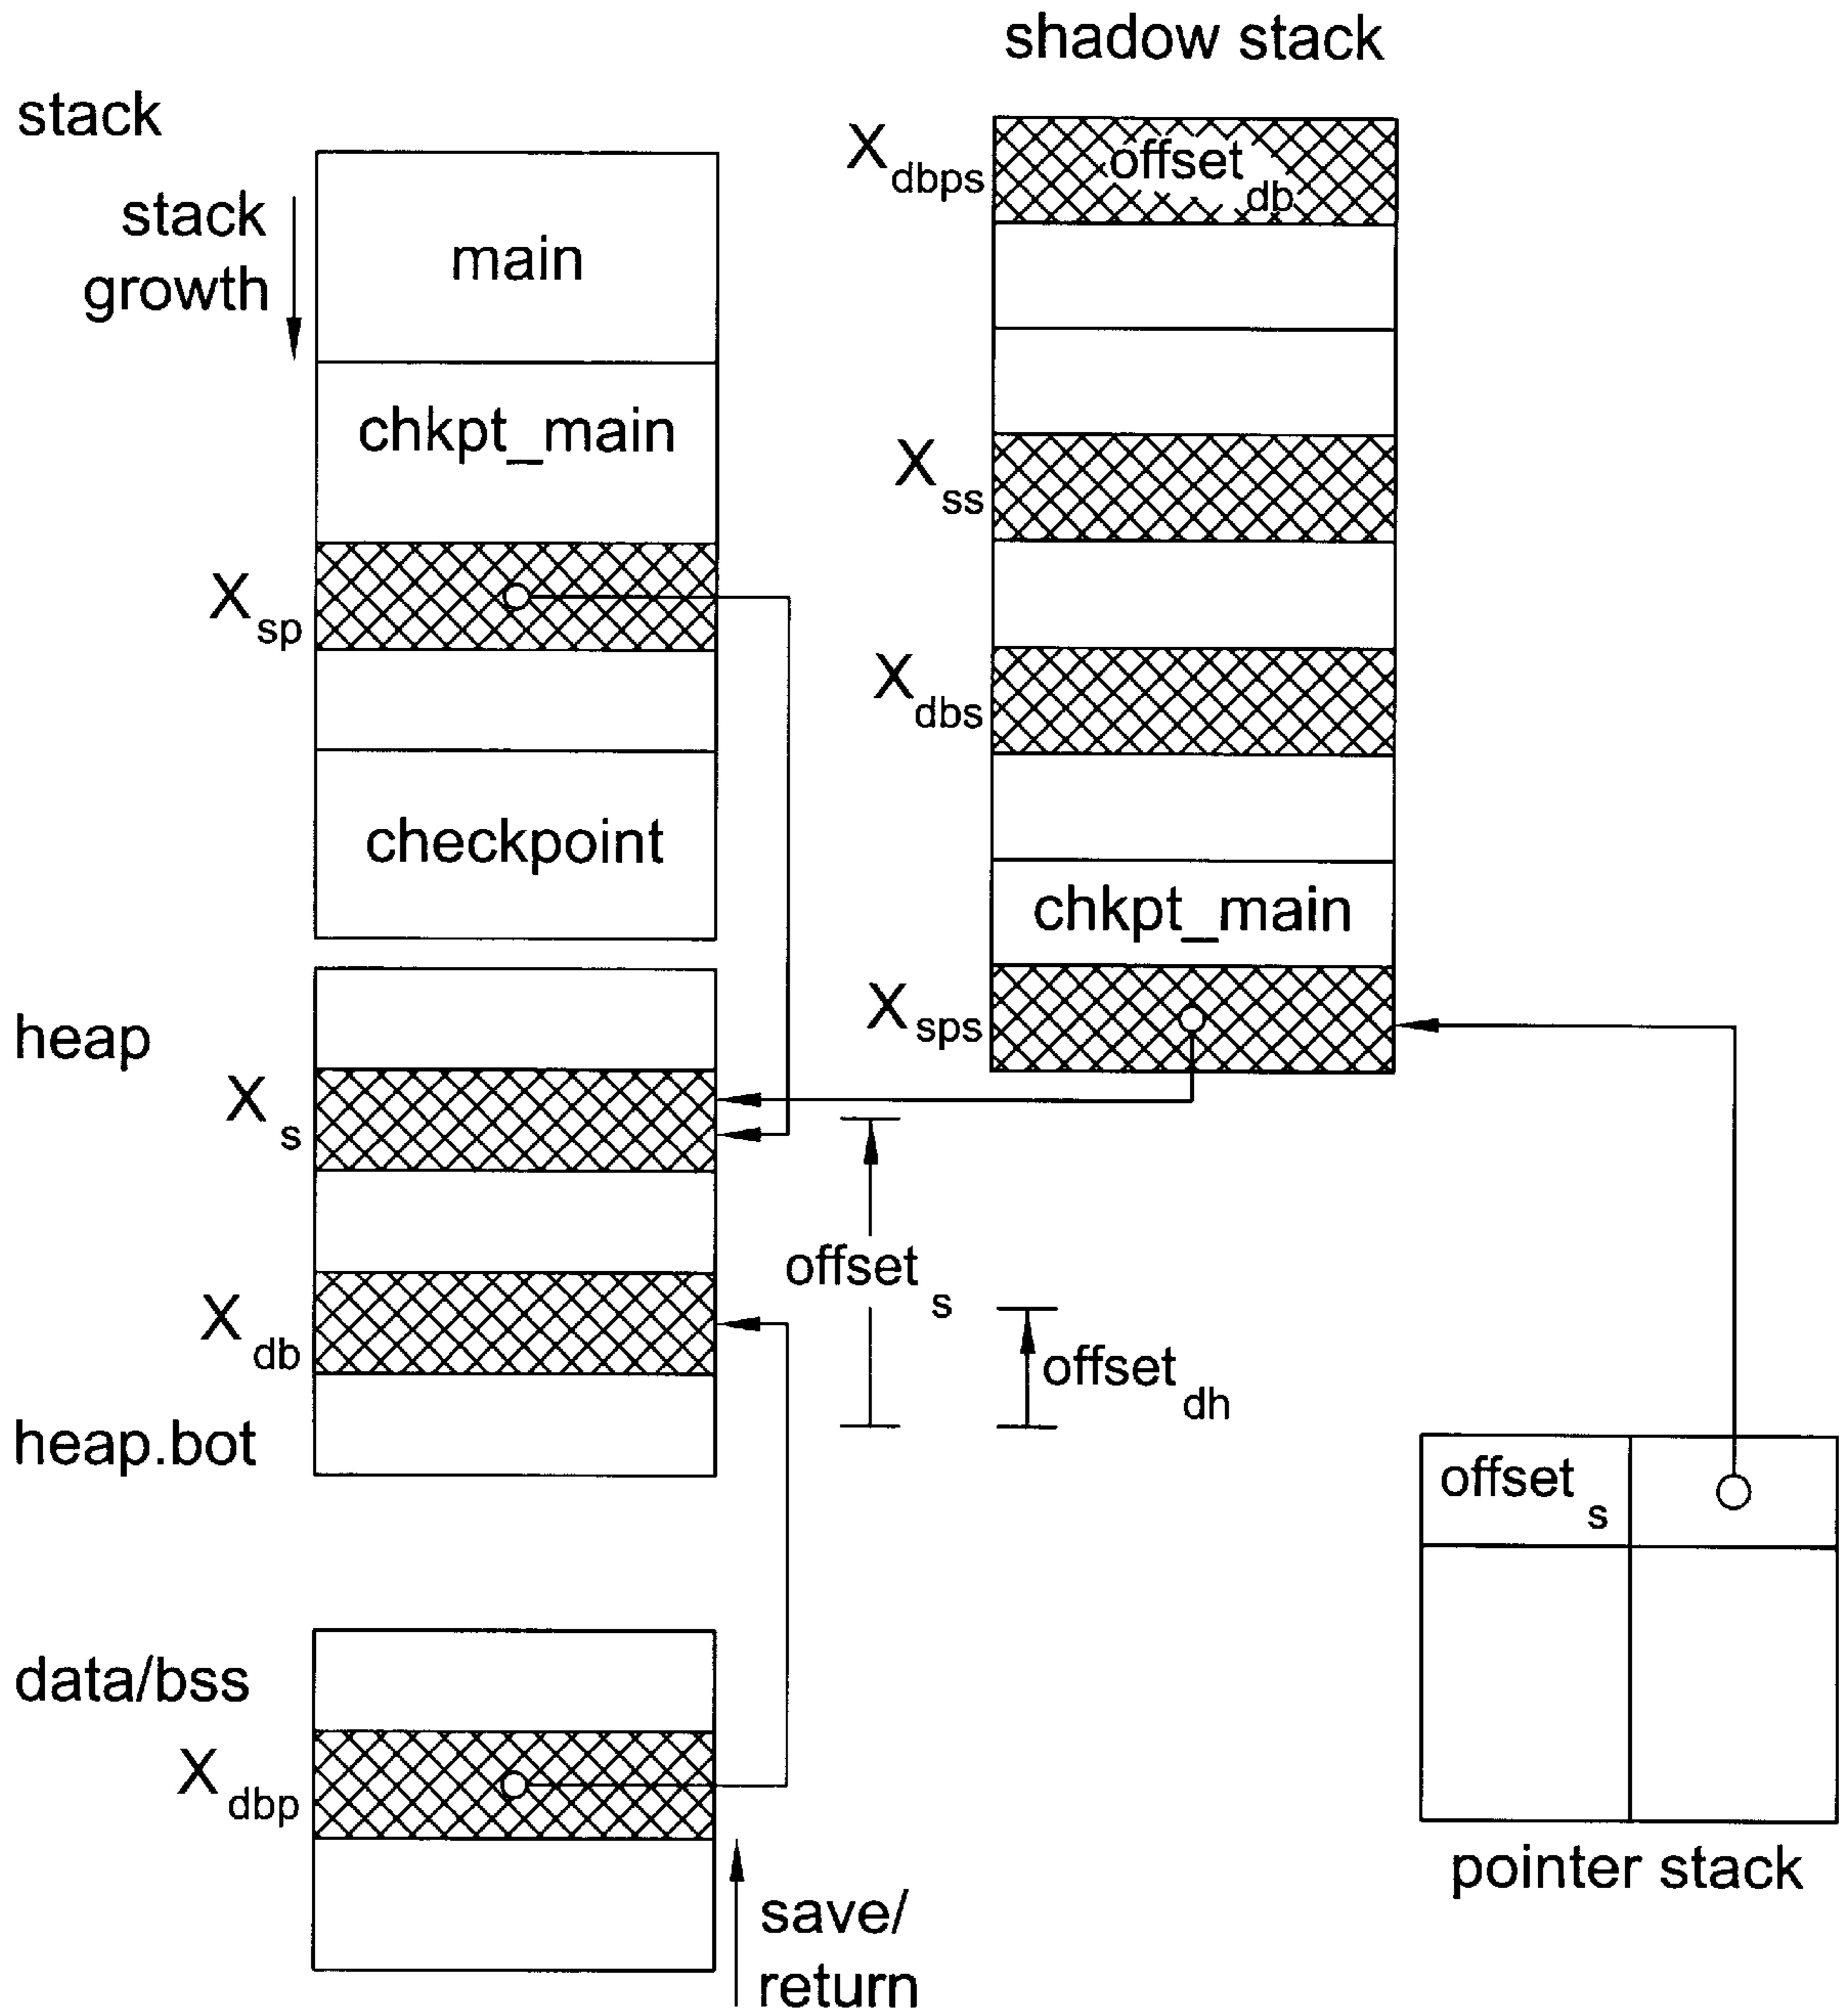 shadow stack
stack
stack
growth
main
chkpt_main
X sp
checkpoint
X dbps
offset db
X ss
X dbs
chkpt_main
X sps
heap
X s
X db
heap.bot
offset s
offset dh
data/bss
X dbp
save/
return
offset s
pointer stack